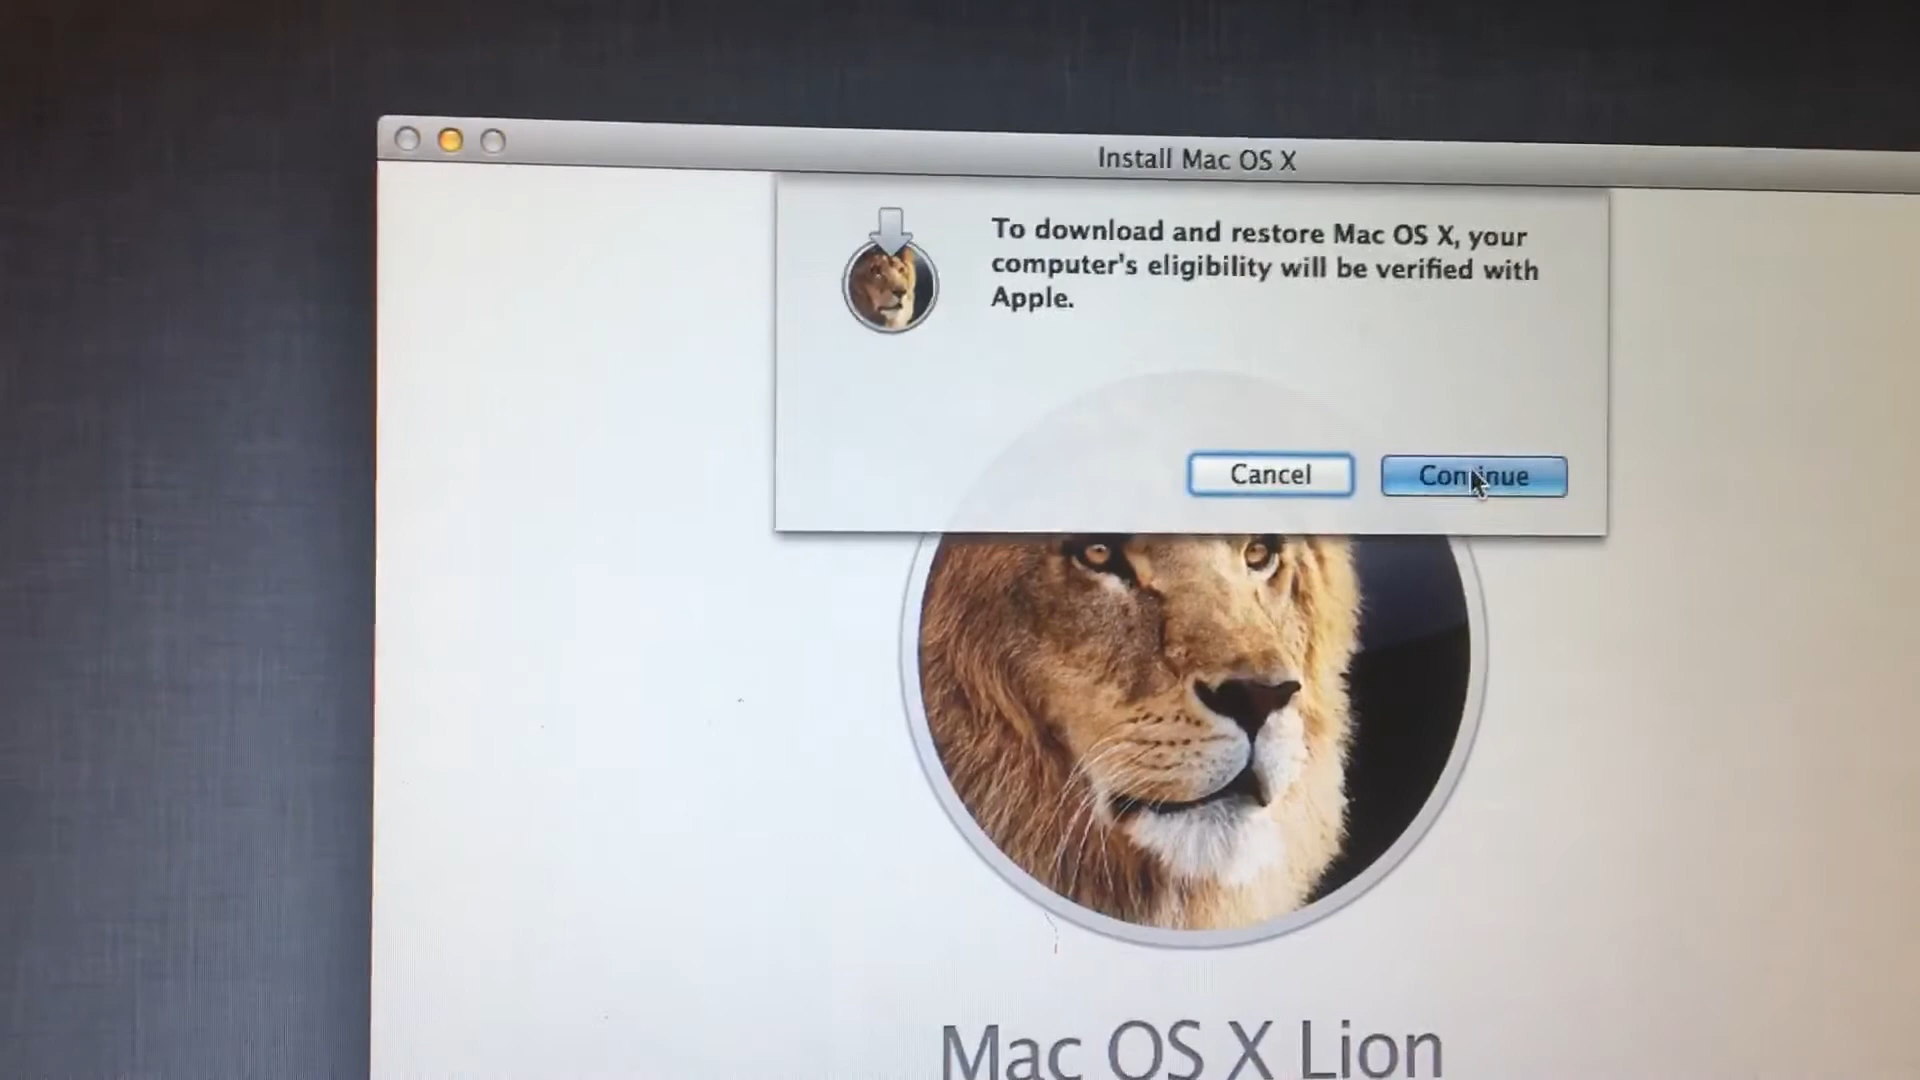 Install Mac OS X
To download and restore Mac OS X, your
computer's eligibility will be verified with
Apple.
Cancel
Continue
Mac OS X Lion